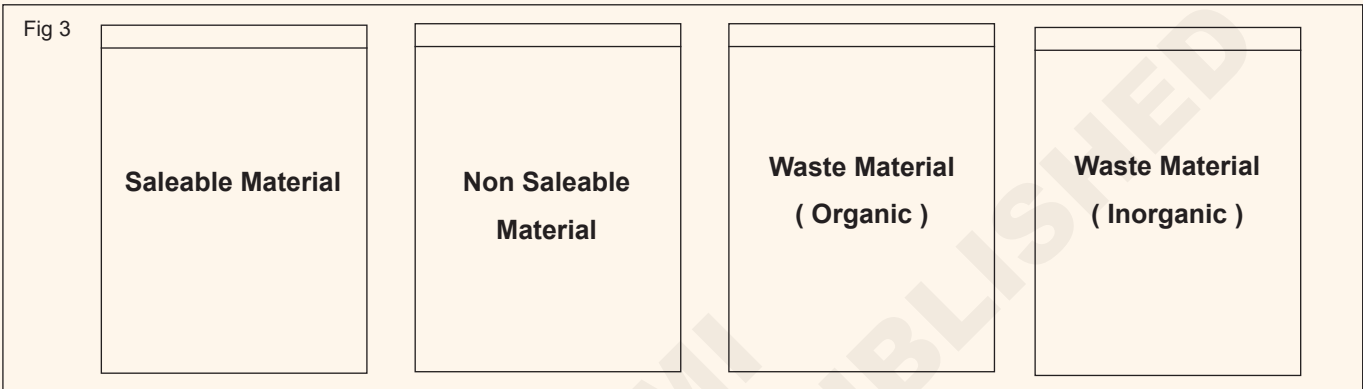 Fig 3
Saleable Material
Non Saleable
Material
Waste Material
( Organic )
Waste Material
( Inorganic )